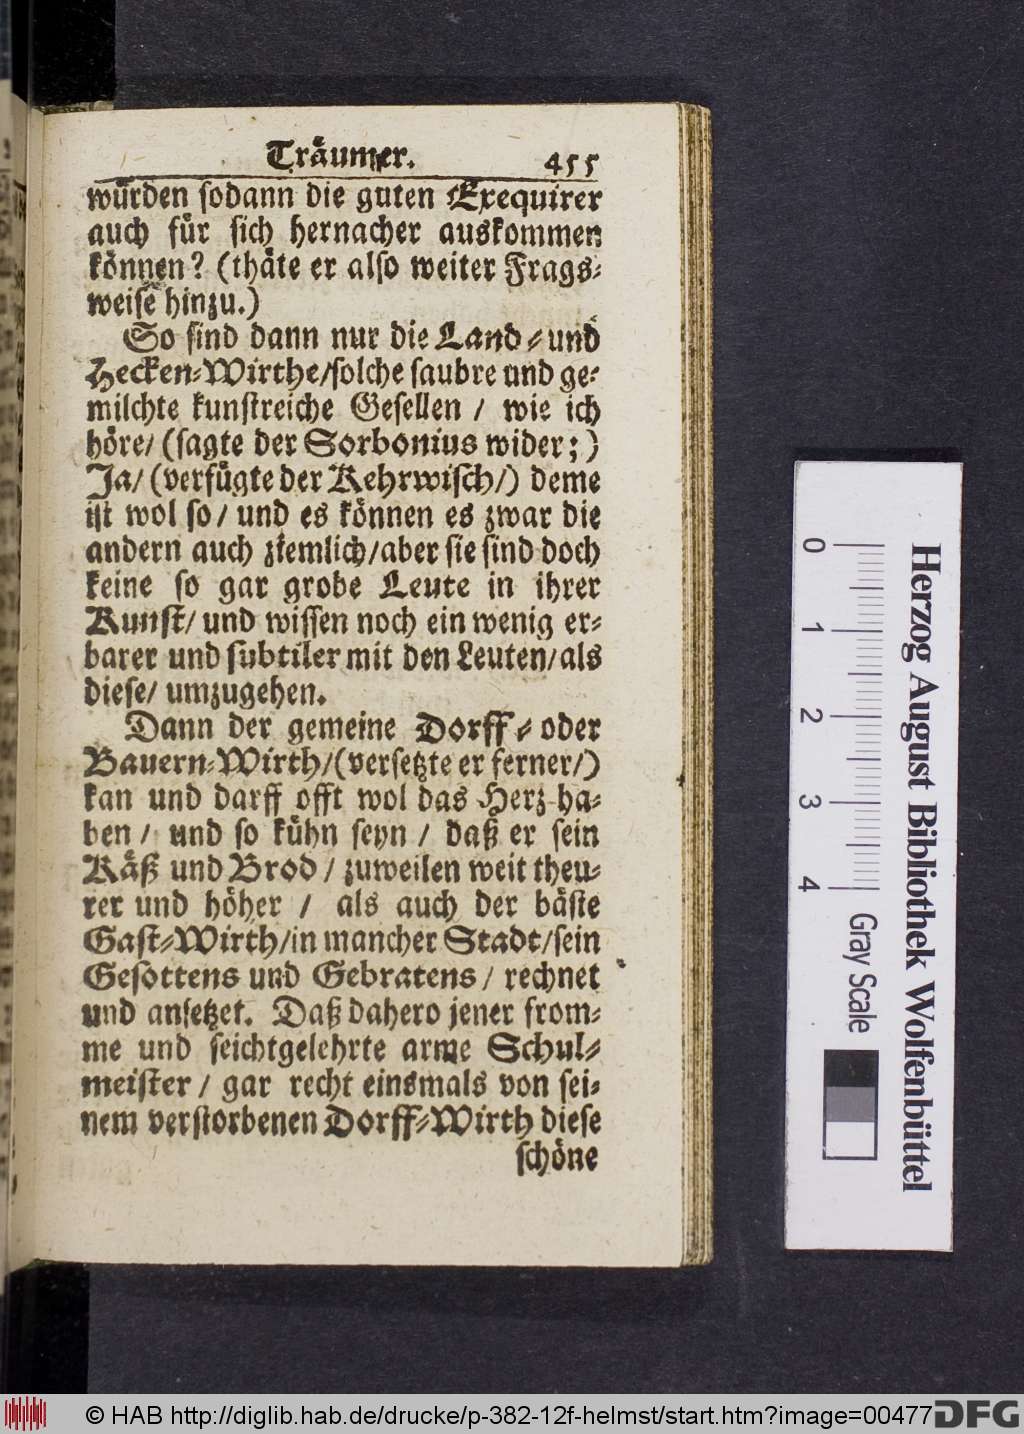 Träumer. 455
würden sodann die guten Exequirer
auch für sich hernacher auskommen
können? (thäte er also weiter Frags-
weise hinzu.)
So sind dann nur die Land- und
Hecken-Wirthe/solche saubre und ge-
milchte kunstreiche Gesellen / wie ich
höre/ (sagte der Sorbonius wider;)
Ja/ (verfügte der Kehrwisch/) deme
ist wol so/ und es können es zwar die
andern auch ziemlich/aber sie sind doch
keine so gar grobe Leute in ihrer
Kunst/ und wissen noch ein wenig er-
barer und subtiler mit den Leuten/als
diese/ umzugehen.
Dann der gemeine Dorff- oder
Bauern-Wirth/(versetzte er ferner/)
kan und darff offt wol das Herz ha-
ben / und so kühn seyn / daß er sein
Käß und Brod / zuweilen weit theu-
rer und höher / als auch der bäste
Gast-Wirth/in mancher Stadt/sein
Gesottens und Gebratens / rechnet
und ansetzet. Daß dahero jener from-
me und seichtgelehrte arme Schul-
meister / gar recht einsmals von sei-
nem verstorbenen Dorff-Wirth diese
schöne
0 1 2 3 4 Gray Scale
Herzog August Bibliothek Wolfenbüttel
© HAB http://diglib.hab.de/drucke/p-382-12f-helmst/start.htm?image=00477
DFG